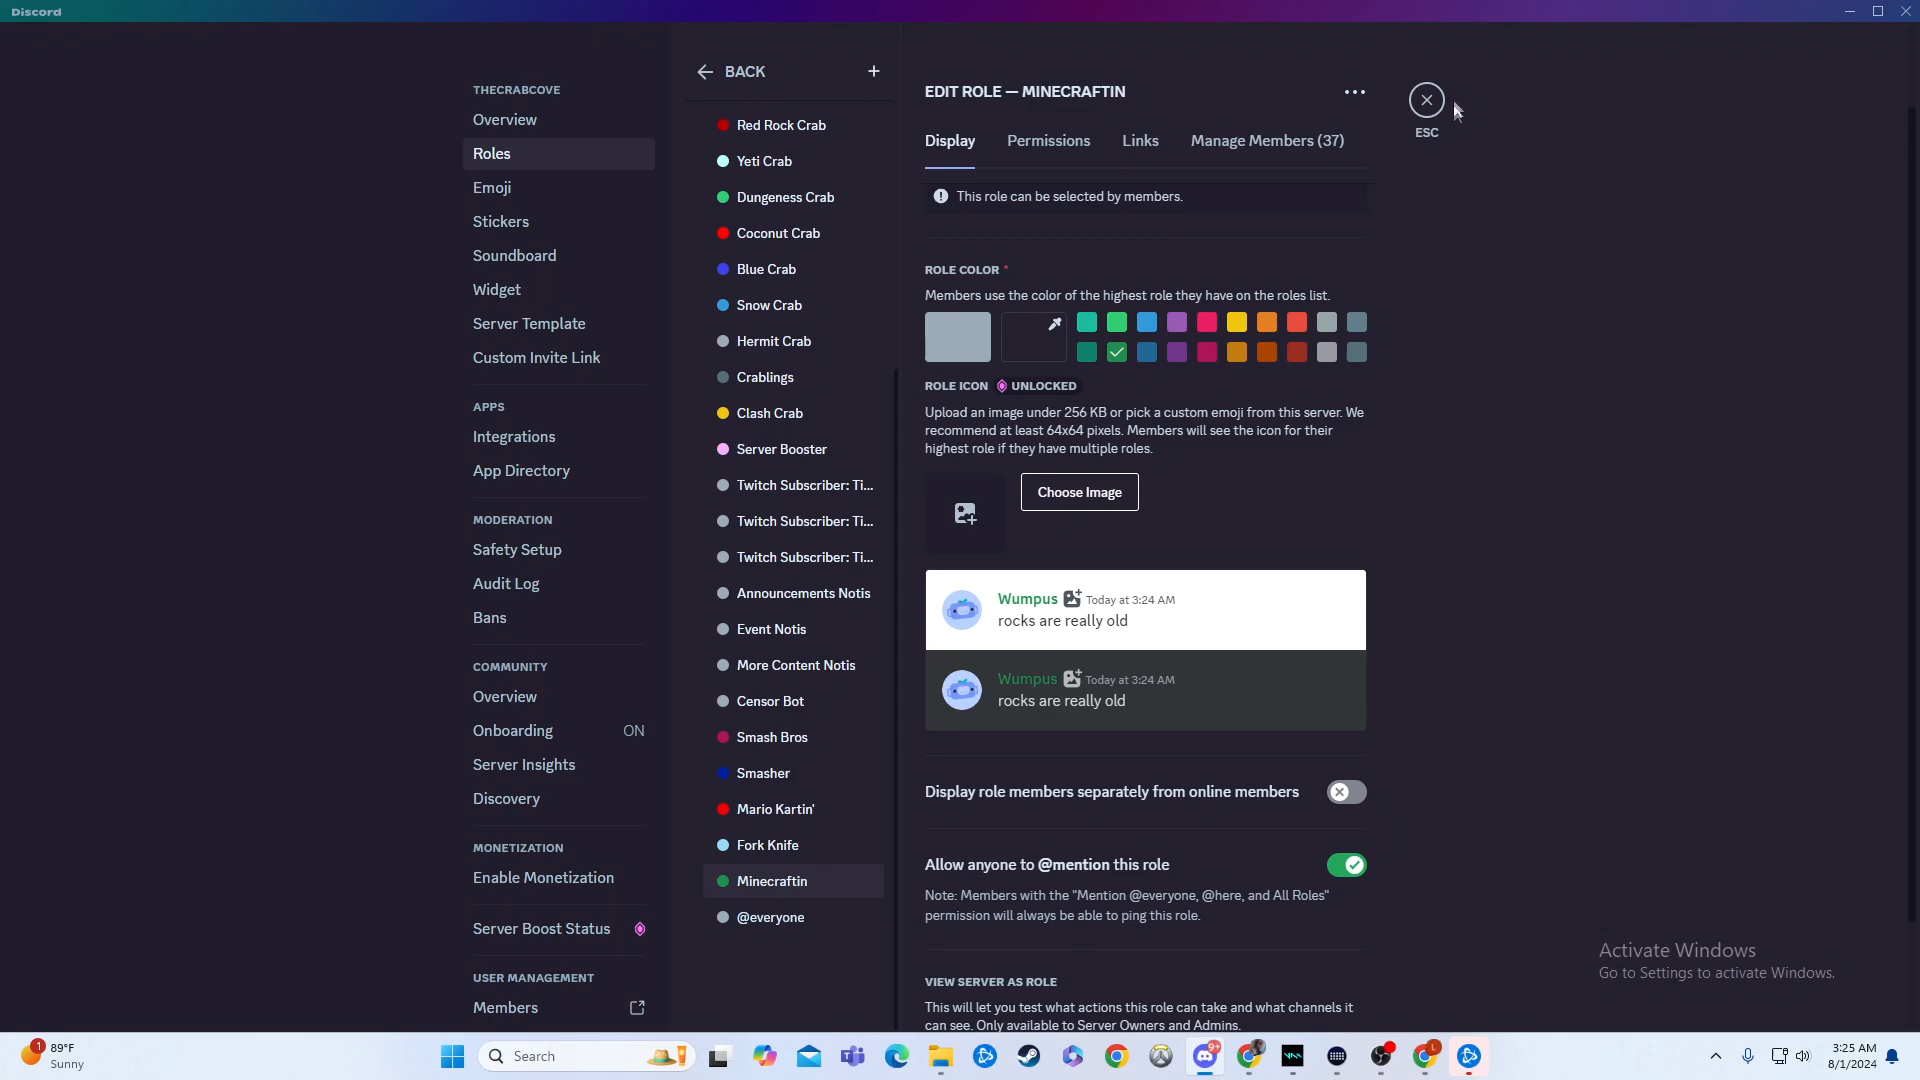 Discord
THECRABCOVE
Overview
Roles
Emoji
Stickers
Soundboard
Widget
Server Template
Custom Invite Link
APPS
Integrations
App Directory
MODERATION
Safety Setup
Audit Log
Bans
COMMUNITY
Overview
Onboarding ON
Server Insights
Discovery
MONETIZATION
Enable Monetization
Server Boost Status
USER MANAGEMENT
Members
BACK
Red Rock Crab
Yeti Crab
Dungeness Crab
Coconut Crab
Blue Crab
Snow Crab
Hermit Crab
Crablings
Clash Crab
Server Booster
Twitch Subscriber: Ti...
Twitch Subscriber: Ti...
Twitch Subscriber: Ti...
Announcements Notis
Event Notis
More Content Notis
Censor Bot
Smash Bros
Smasher
Mario Kartin'
Fork Knife
Minecraftin
@everyone
EDIT ROLE — MINECRAFTIN
ESC
Display Permissions Links Manage Members (37)
This role can be selected by members.
ROLE COLOR *
Members use the color of the highest role they have on the roles list.
ROLE ICON UNLOCKED
Upload an image under 256 KB or pick a custom emoji from this server. We
recommend at least 64x64 pixels. Members will see the icon for their
highest role if they have multiple roles.
Choose Image
Wumpus Today at 3:24 AM
rocks are really old
Wumpus Today at 3:24 AM
rocks are really old
Display role members separately from online members
Allow anyone to @mention this role
Note: Members with the "Mention @everyone, @here, and All Roles"
permission will always be able to ping this role.
VIEW SERVER AS ROLE
This will let you test what actions this role can take and what channels it
can see. Only available to Server Owners and Admins.
Activate Windows
Go to Settings to activate Windows.
1
89°F
Sunny
Search
9+
L
3:25 AM
8/1/2024